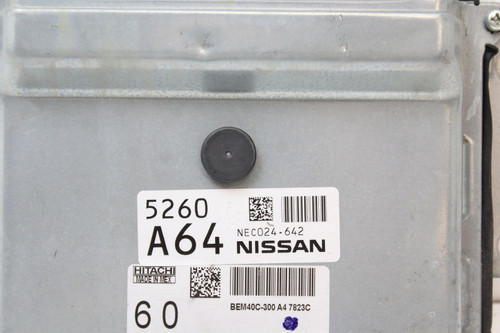 5260
A64
NEC024-642
NISSAN
HITACHI
MADE IN MEX
60
BEM40C-300 A4 7823C